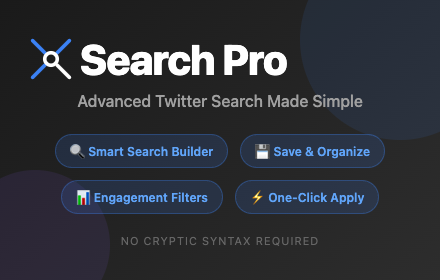 Search Pro
Advanced Twitter Search Made Simple
🔍 Smart Search Builder
💾 Save & Organize
📊 Engagement Filters
⚡ One-Click Apply
NO CRYPTIC SYNTAX REQUIRED